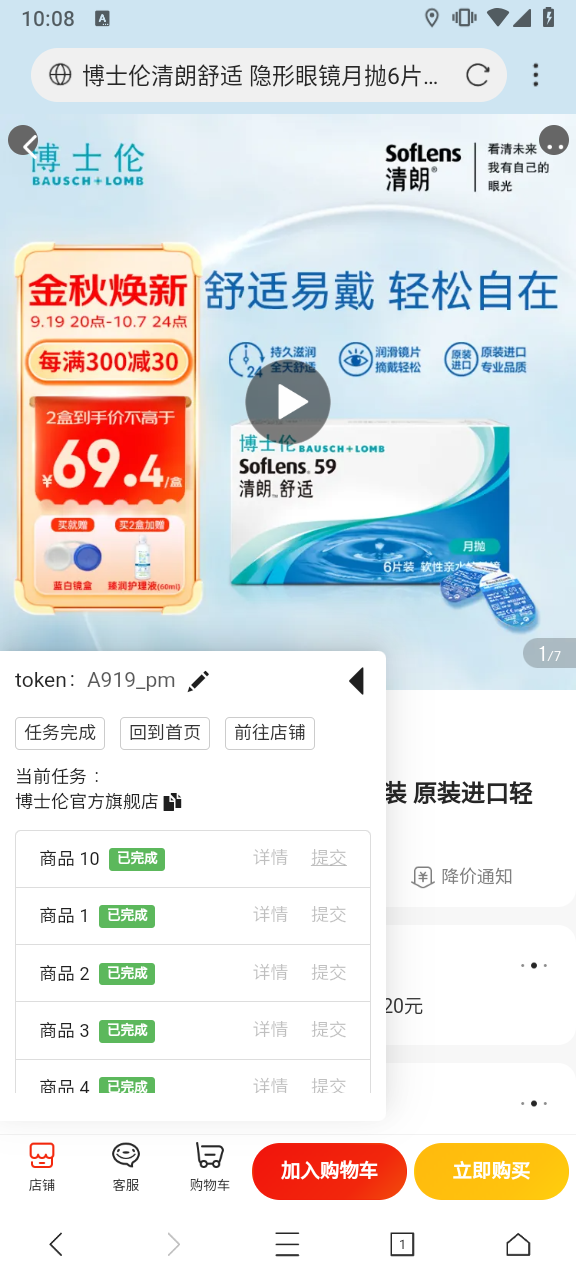 10:08
A
博士伦清朗舒适 隐形眼镜月抛6片...
博士伦
BAUSCH+LOMB
SofLens
清朗®
看清未来
我有自己的
眼光
金秋焕新
9.19 20点-10.7 24点
每满300减30
2盒到手价不高于
¥69.4/盒
买就赠
买2盒加赠
蓝白镜盒
臻润护理液(60ml)
舒适易戴 轻松自在
24
持久滋润
全天舒适
润滑镜片
摘戴轻松
原装
进口
原装进口
专业品质
博士伦 BAUSCH+LOMB
SofLens 59
清朗 舒适
月抛
6片装 软性亲水
1/7
token: A919_pm
任务完成
回到首页
前往店铺
当前任务：
博士伦官方旗舰店
装 原装进口轻
商品 10 已完成 详情 提交
降价通知
商品 1 已完成 详情 提交
商品 2 已完成 详情 提交
20元
商品 3 已完成 详情 提交
商品 4 已完成 详情 提交
店铺
客服
购物车
加入购物车
立即购买
1